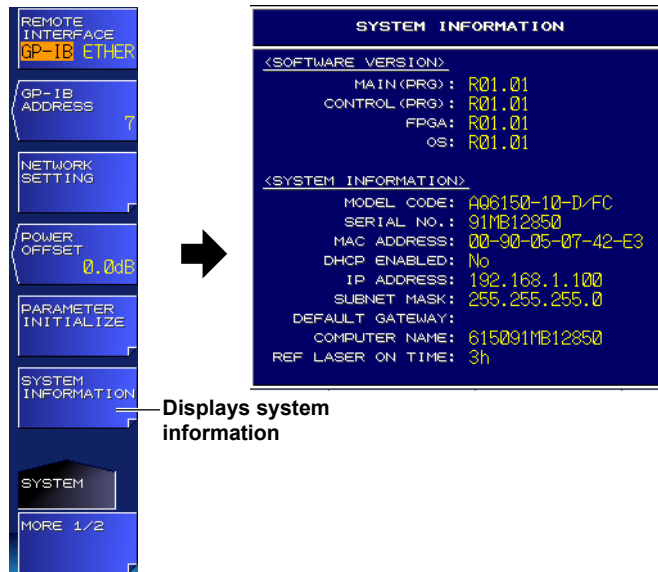 REMOTE
INTERFACE
GP-IB ETHER
GP-IB
ADDRESS
7
NETWORK
SETTING
POWER
OFFSET
0.0dB
PARAMETER
INITIALIZE
SYSTEM
INFORMATION
SYSTEM
MORE 1/2
Displays system
information
SYSTEM INFORMATION
<SOFTWARE VERSION>
MAIN(PRG): R01.01
CONTROL(PRG): R01.01
FPGA: R01.01
OS: R01.01
<SYSTEM INFORMATION>
MODEL CODE: AQ6150-10-D/FC
SERIAL NO.: 91MB12850
MAC ADDRESS: 00-90-05-07-42-E3
DHCP ENABLED: No
IP ADDRESS: 192.168.1.100
SUBNET MASK: 255.255.255.0
DEFAULT GATEWAY:
COMPUTER NAME: 615091MB12850
REF LASER ON TIME: 3h